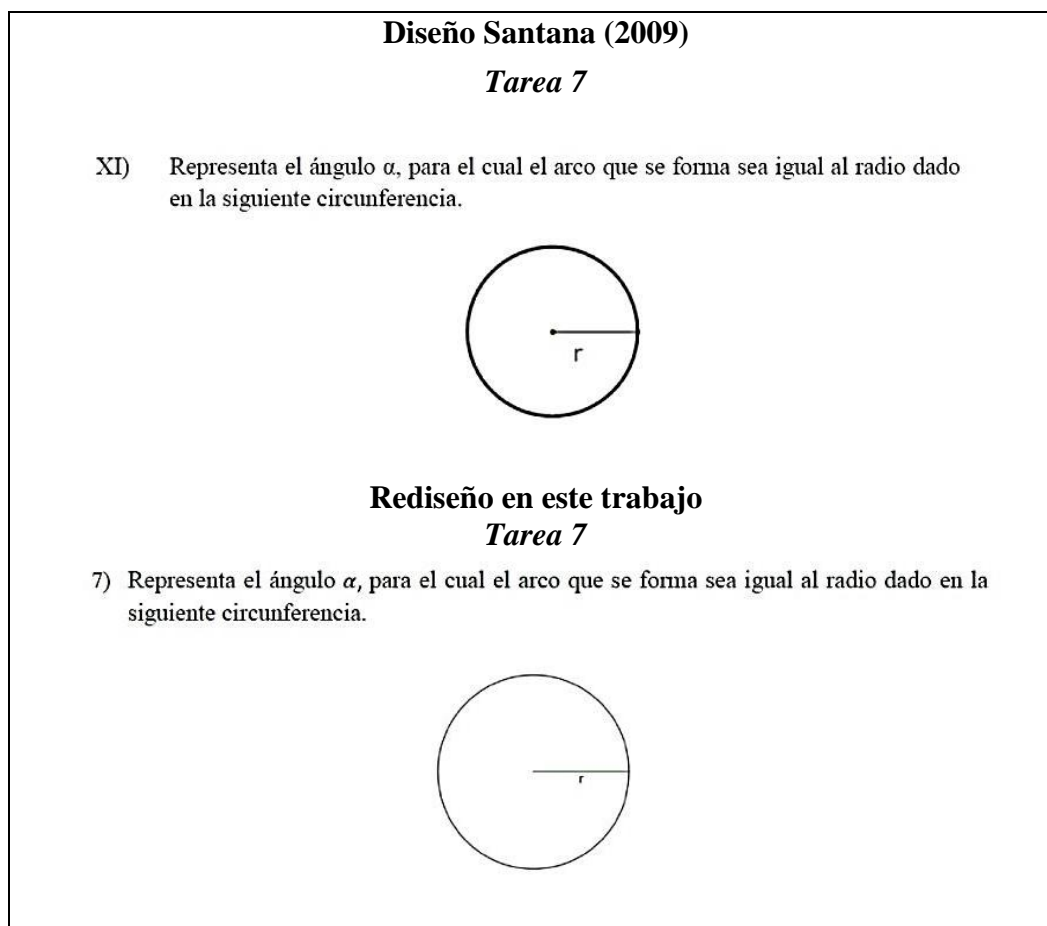 Diseño Santana (2009)
Tarea 7
XI) Representa el ángulo α, para el cual el arco que se forma sea igual al radio dado
en la siguiente circunferencia.
r
Rediseño en este trabajo
Tarea 7
7) Representa el ángulo α, para el cual el arco que se forma sea igual al radio dado en la
siguiente circunferencia.
r